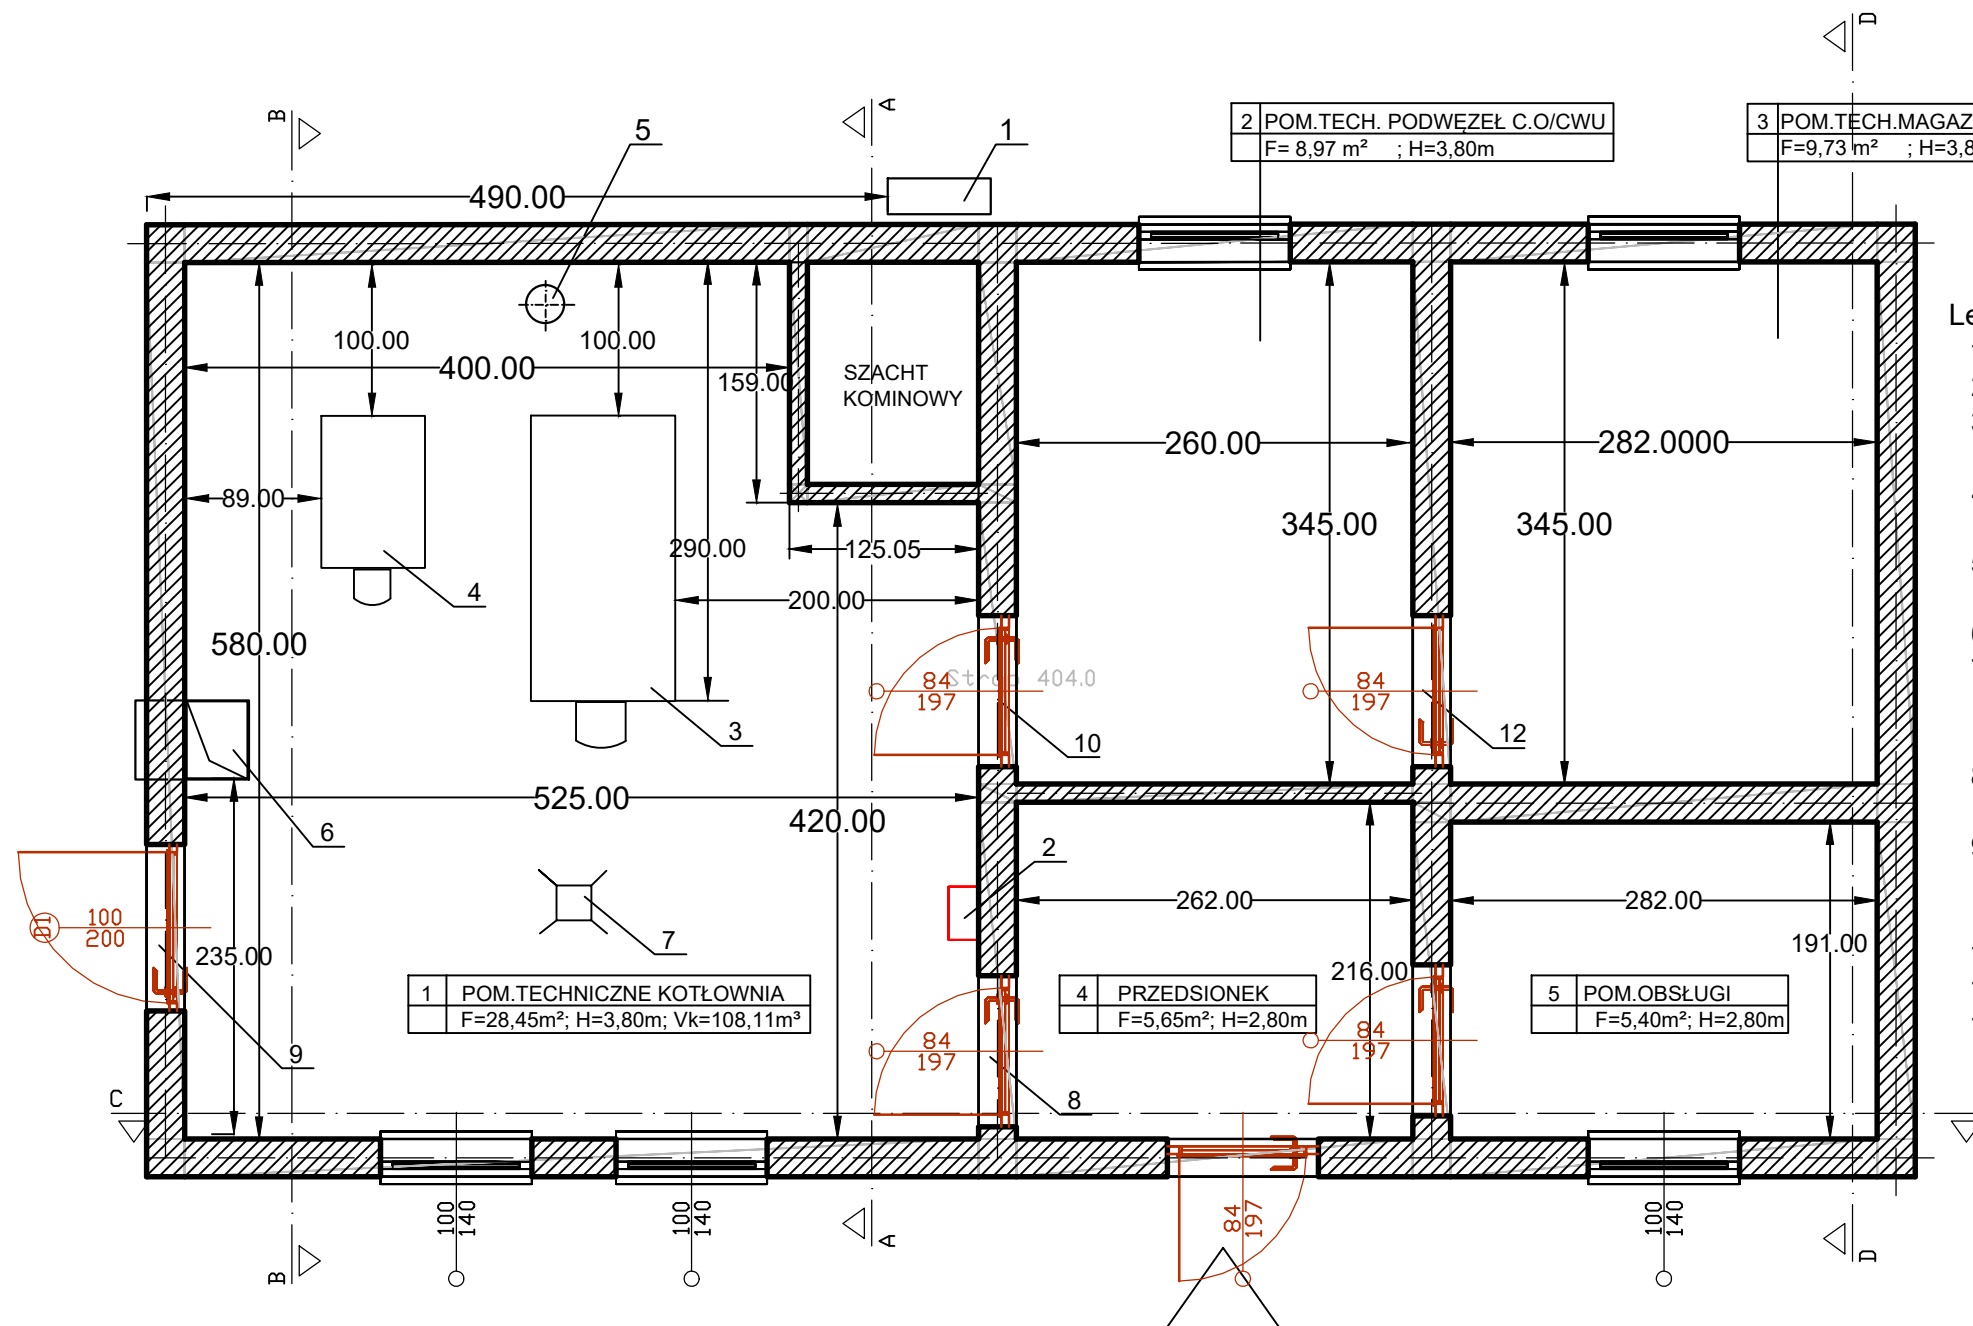 D
B
A
5
1
2 POM.TECH. PODWĘZEŁ C.O/CWU
F= 8,97 m² ; H=3,80m
3 POM.TECH.MAGAZ
F=9,73 m² ; H=3,8
490.00
Le
100.00
100.00
400.00
159.00
SZACHT
KOMINOWY
260.00
282.0000
89.00
345.00
345.00
290.00
125.05
4
200.00
580.00
84
197
404.0
84
197
3
10
12
525.00
420.00
6
2
262.00
282.00
D1
100
200
7
235.00
191.00
216.00
1 POM.TECHNICZNE KOTŁOWNIA
F=28,45m²; H=3,80m; Vk=108,11m³
4 PRZEDSIONEK
F=5,65m²; H=2,80m
5 POM.OBSŁUGI
F=5,40m²; H=2,80m
9
84
197
84
197
8
C
100
140
100
140
84
197
100
140
B
A
D